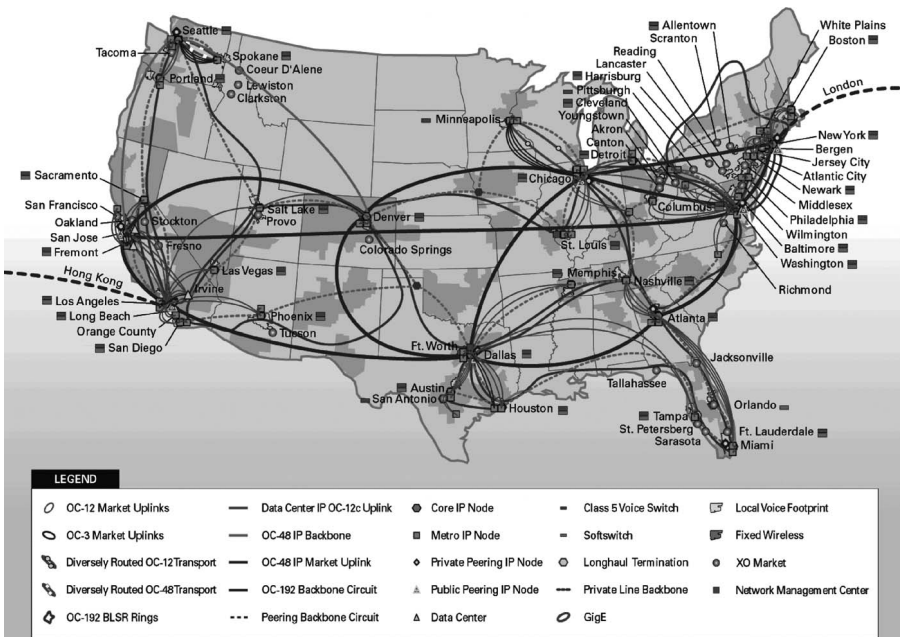 Seattle
Tacoma
Spokane
Coeur D'Alene
Portland
Lewiston
Clarkston
Minneapolis
Allentown
Scranton
Reading
Lancaster
Harrisburg
Pittsburgh
Cleveland
Youngstown
Akron
Canton
Detroit
White Plains
Boston
London
New York
Bergen
Jersey City
Atlantic City
Newark
Middlesex
Philadelphia
Wilmington
Baltimore
Washington
Richmond
Sacramento
San Francisco
Oakland
San Jose
Fremont
Stockton
Fresno
Salt Lake
Provo
Denver
Colorado Springs
Chicago
Columbus
St. Louis
Hong Kong
Las Vegas
Irvine
Los Angeles
Long Beach
Orange County
San Diego
Phoenix
Tucson
Memphis
Nashville
Atlanta
Ft. Worth
Dallas
Austin
San Antonio
Houston
Jacksonville
Tallahassee
Orlando
Tampa
St. Petersberg
Sarasota
Ft. Lauderdale
Miami
LEGEND
OC-12 Market Uplinks
Data Center IP OC-12c Uplink
Core IP Node
Class 5 Voice Switch
Local Voice Footprint
OC-3 Market Uplinks
OC-48 IP Backbone
Metro IP Node
Softswitch
Fixed Wireless
Diversely Routed OC-12 Transport
OC-48 IP Market Uplink
Private Peering IP Node
Longhaul Termination
XO Market
Diversely Routed OC-48 Transport
OC-192 Backbone Circuit
Public Peering IP Node
Private Line Backbone
Network Management Center
OC-192 BLSR Rings
Peering Backbone Circuit
Data Center
GigE